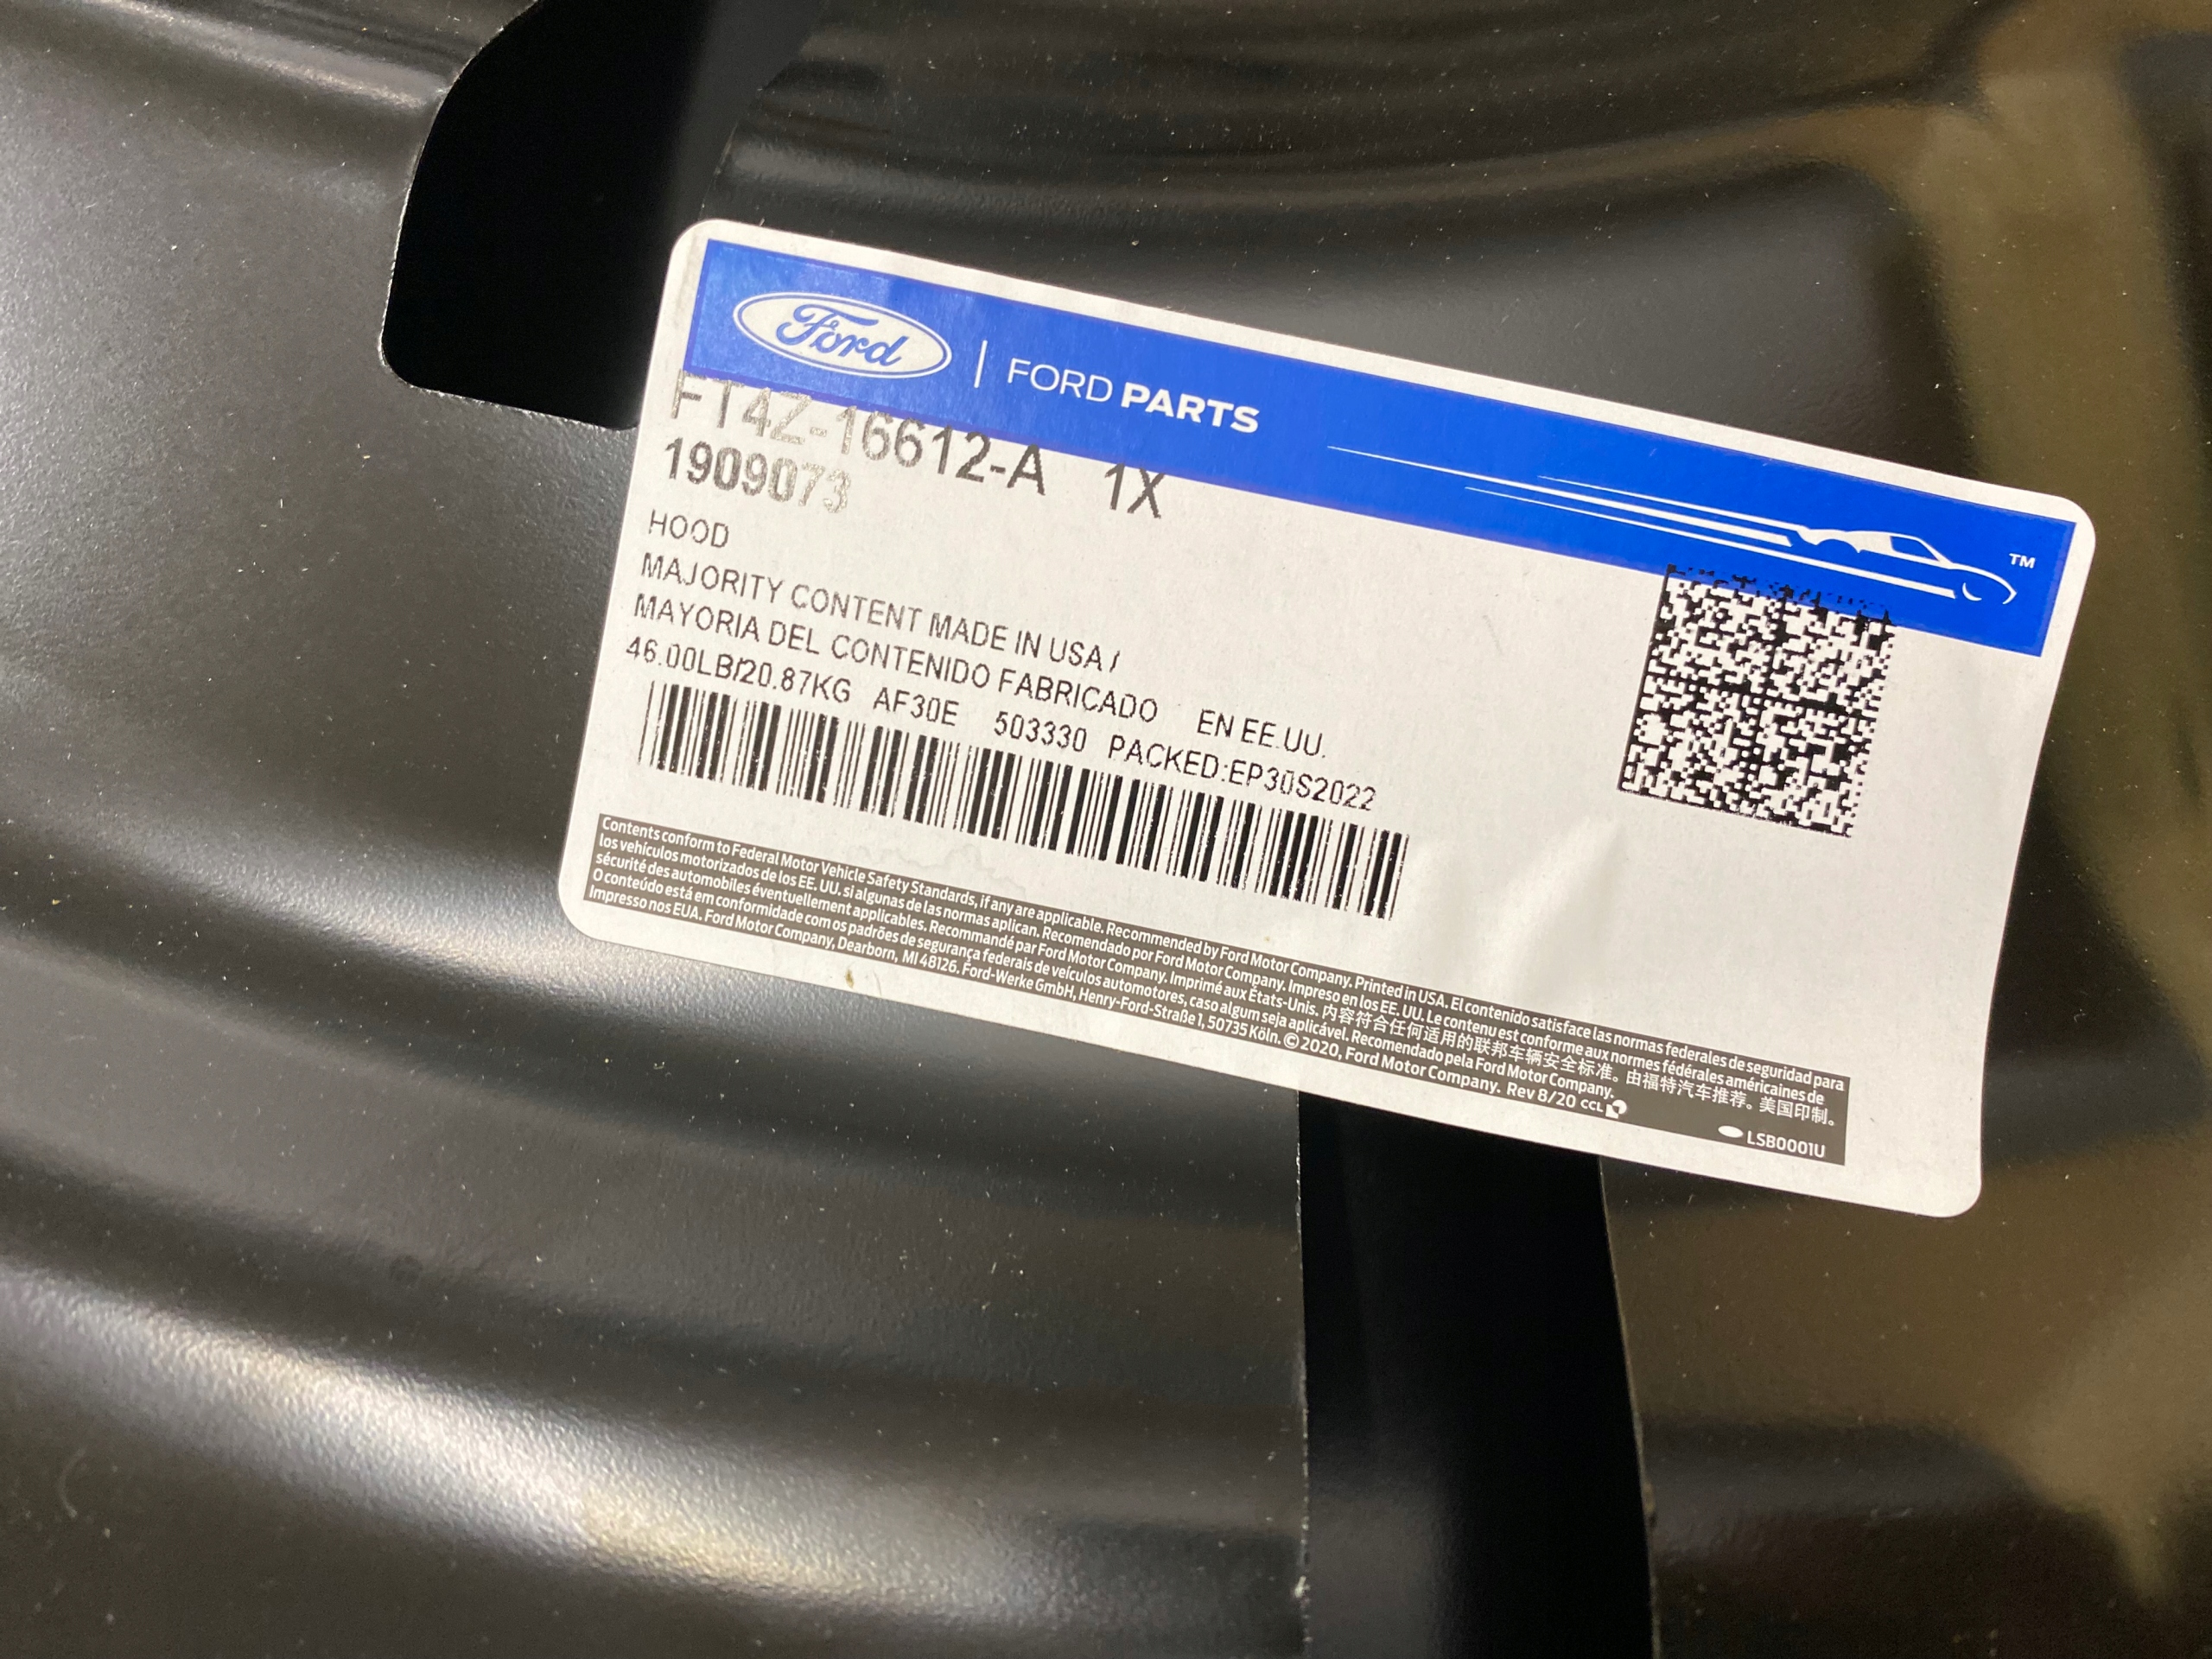 Ford | FORD PARTS
FT4Z-16612-A 1X
1909073
HOOD
MAJORITY CONTENT MADE IN USA /
MAYORIA DEL CONTENIDO FABRICADO EN EE.UU.
46.00LB/20.87KG AF30E 503330 PACKED:EP30S2022
TM
Contents conform to Federal Motor Vehicle Safety Standards, if any are applicable. Recommended by Ford Motor Company. Printed in USA. El contenido satisface las normas federales de seguridad para
los vehículos motorizados de los EE. UU. si algunas de las normas aplican. Recomendado por Ford Motor Company. Impreso en los EE. UU. Le contenu est conforme aux normes fédérales américaines de
sécurité des automobiles éventuellement applicables. Recommandé par Ford Motor Company. Imprimé aux États-Unis. 内容符合任何适用的联邦车辆安全标准。由福特汽车推荐。美国印制。
O conteúdo está em conformidade com os padrões de segurança federais de veículos automotores, caso algum seja aplicável. Recomendado pela Ford Motor Company.
Impresso nos EUA. Ford Motor Company, Dearborn, MI 48126. Ford-Werke GmbH, Henry-Ford-Straße 1, 50735 Köln. © 2020, Ford Motor Company. Rev 8/20 CCL
LSB0001U